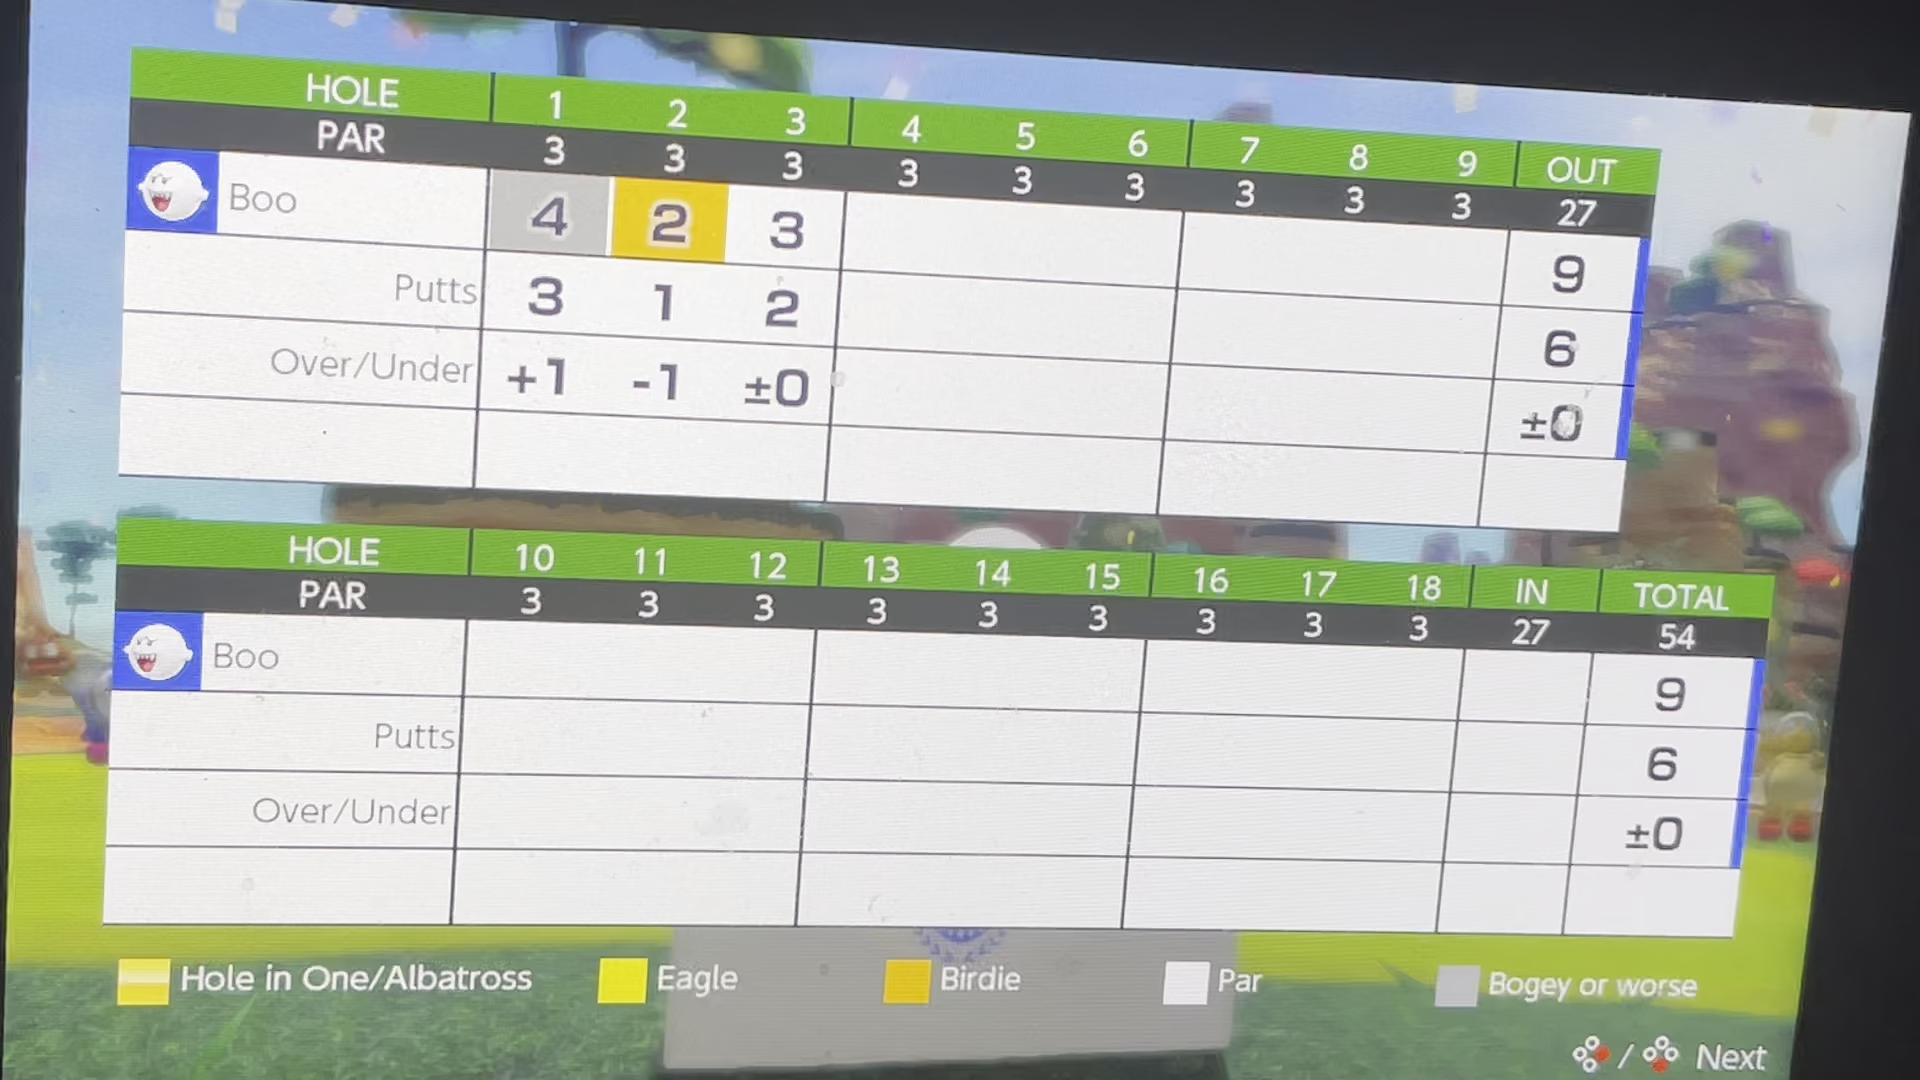 HOLE 1 2 3 4 5 6 7 8 9 OUT
PAR 3 3 3 3 3 3 3 3 3 27
Boo 4 2 3 9
Putts 3 1 2 6
Over/Under +1 -1 ±0 ±0
HOLE 10 11 12 13 14 15 16 17 18 IN TOTAL
PAR 3 3 3 3 3 3 3 3 3 27 54
Boo 9
Putts 6
Over/Under ±0
Hole in One/Albatross Eagle Birdie Par Bogey or worse
/ Next